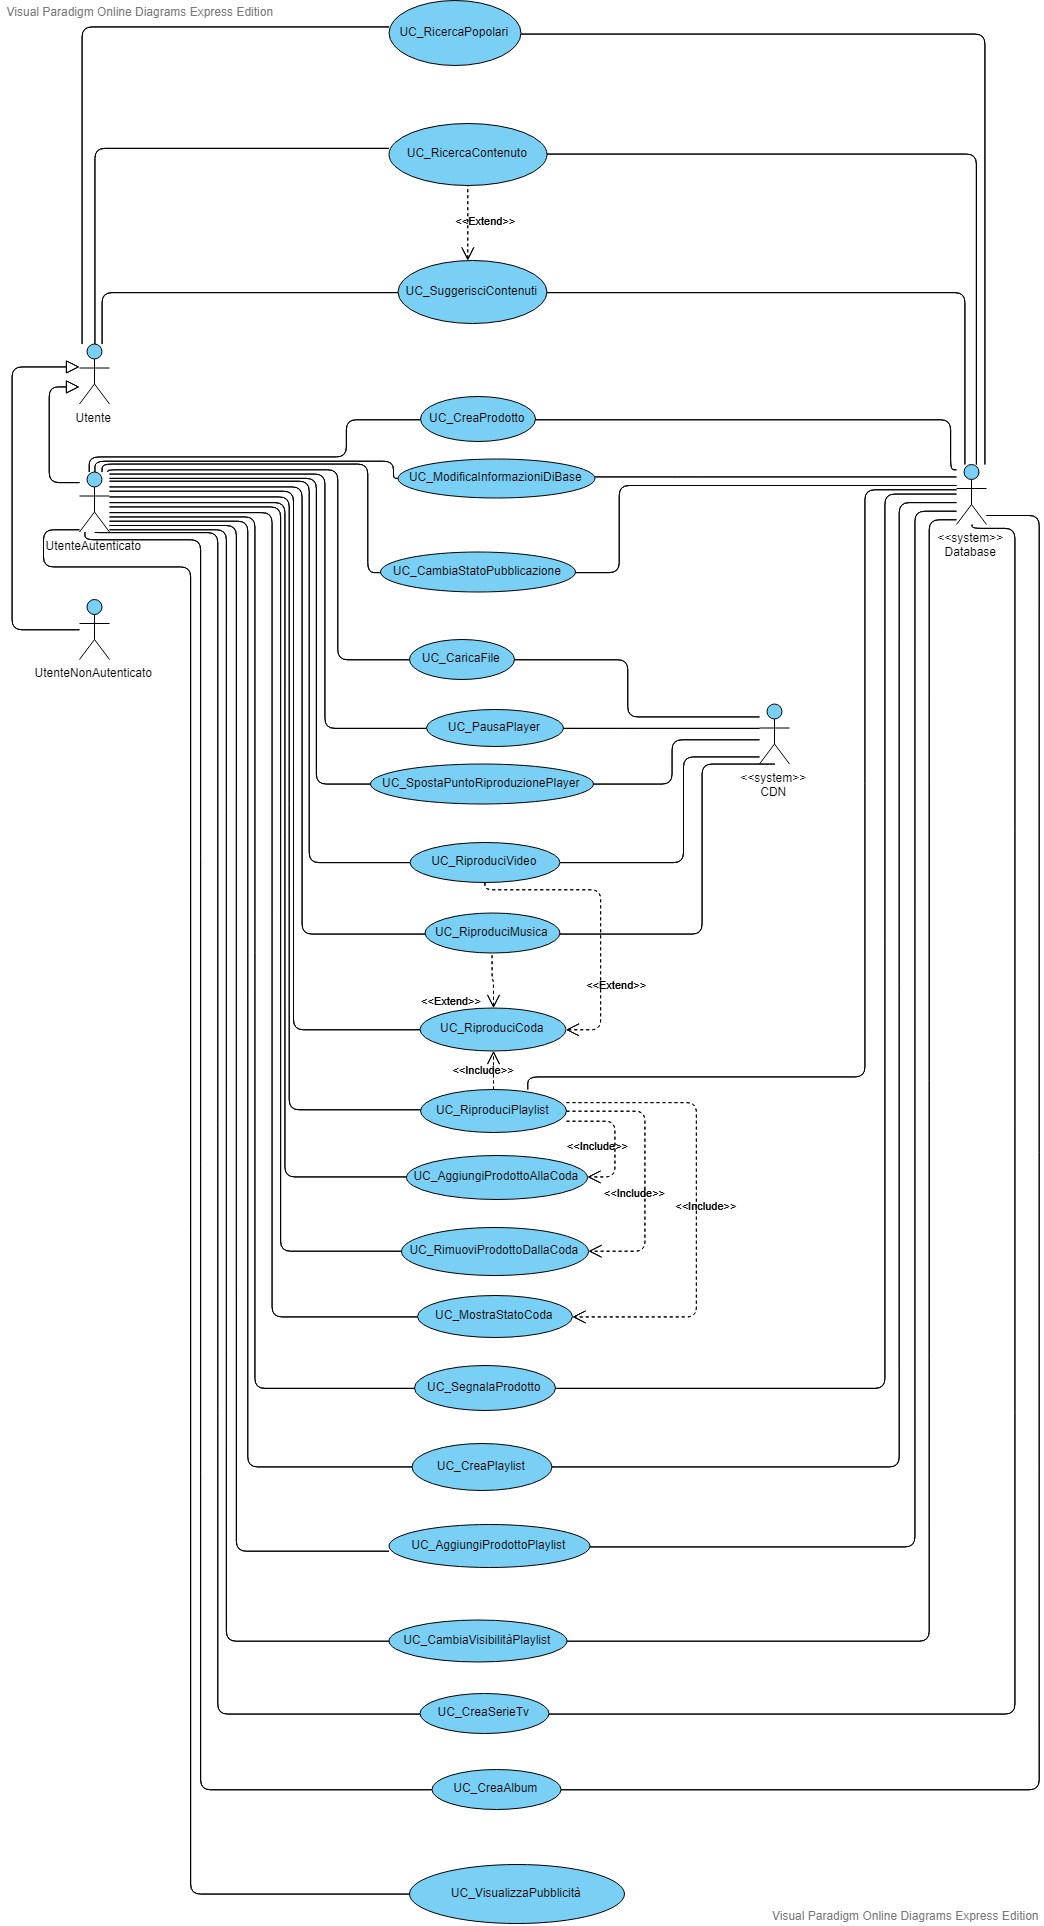 Visual Paradigm Online Diagrams Express Edition
UC_RicercaPopolari
UC_RicercaContenuto
<<Extend>>
UC_SuggerisciContenuti
Utente
UC_CreaProdotto
UC_ModificaInformazioniDiBase
UtenteAutenticato
<<system>>
Database
UC_CambiaStatoPubblicazione
UtenteNonAutenticato
UC_CaricaFile
UC_PausaPlayer
UC_SpostaPuntoRiproduzionePlayer
<<system>>
CDN
UC_RiproduciVideo
UC_RiproduciMusica
<<Extend>>
<<Extend>>
UC_RiproduciCoda
<<Include>>
UC_RiproduciPlaylist
<<Include>>
UC_AggiungiProdottoAllaCoda
<<Include>>
<<Include>>
UC_RimuoviProdottoDallaCoda
UC_MostraStatoCoda
UC_SegnalaProdotto
UC_CreaPlaylist
UC_AggiungiProdottoPlaylist
UC_CambiaVisibilitàPlaylist
UC_CreaSerieTv
UC_CreaAlbum
UC_VisualizzaPubblicità
Visual Paradigm Online Diagrams Express Edition